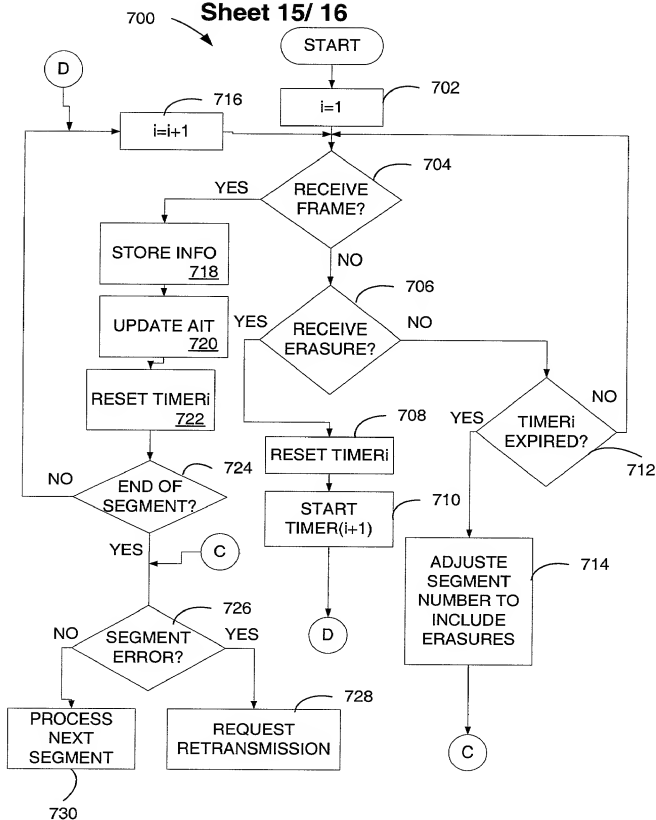 Sheet 15/ 16
700
START
D
716
702
i=i+1
i=1
704
YES
RECEIVE
FRAME?
STORE INFO
718
NO
706
UPDATE AIT
720
YES
RECEIVE
ERASURE?
NO
RESET TIMERi
722
708
YES
TIMERi
EXPIRED?
NO
712
RESET TIMERi
724
NO
END OF
SEGMENT?
710
START
TIMER(i+1)
YES
C
714
ADJUSTE
SEGMENT
NUMBER TO
INCLUDE
ERASURES
726
NO
SEGMENT
ERROR?
YES
D
728
PROCESS
NEXT
SEGMENT
REQUEST
RETRANSMISSION
C
730